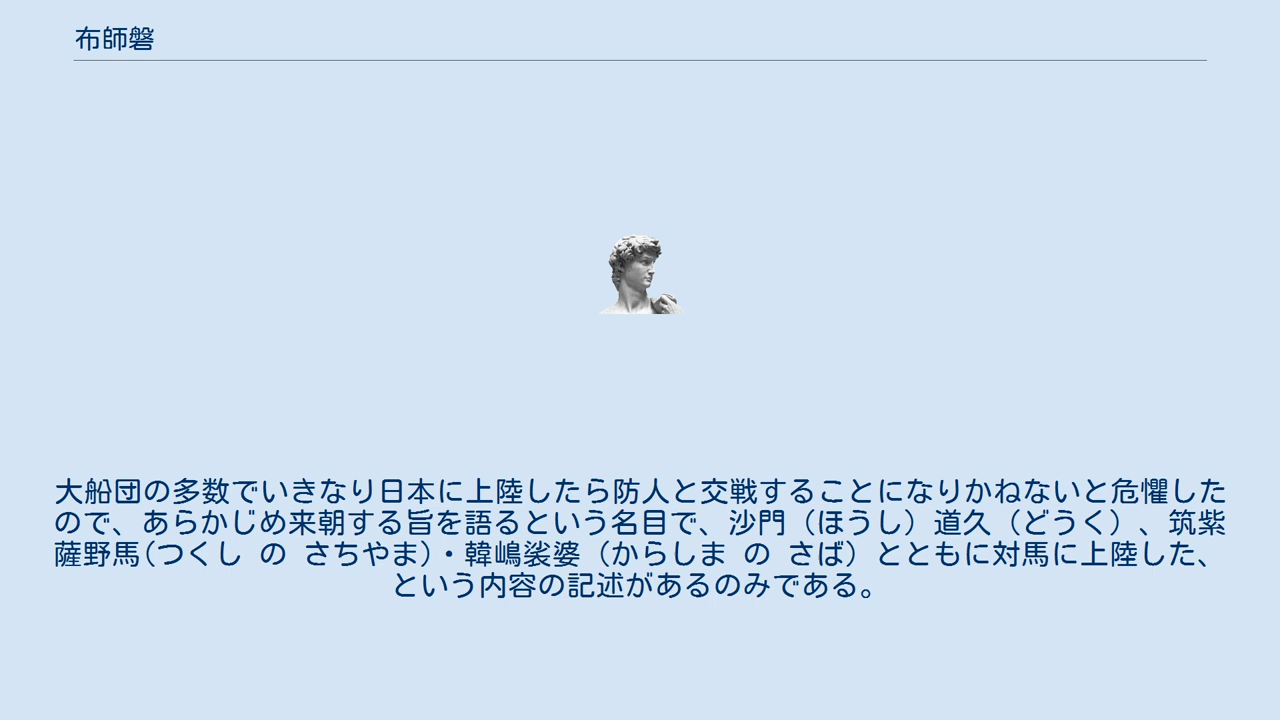 布師磐
大船団の多数でいきなり日本に上陸したら防人と交戦することになりかねないと危懼した
ので、あらかじめ来朝する旨を語るという名目で、沙門（ほうし）道久（どうく）、筑紫
薩野馬(つくし の さちやま)・韓嶋裟婆（からしま の さば）とともに対馬に上陸した、
という内容の記述があるのみである。